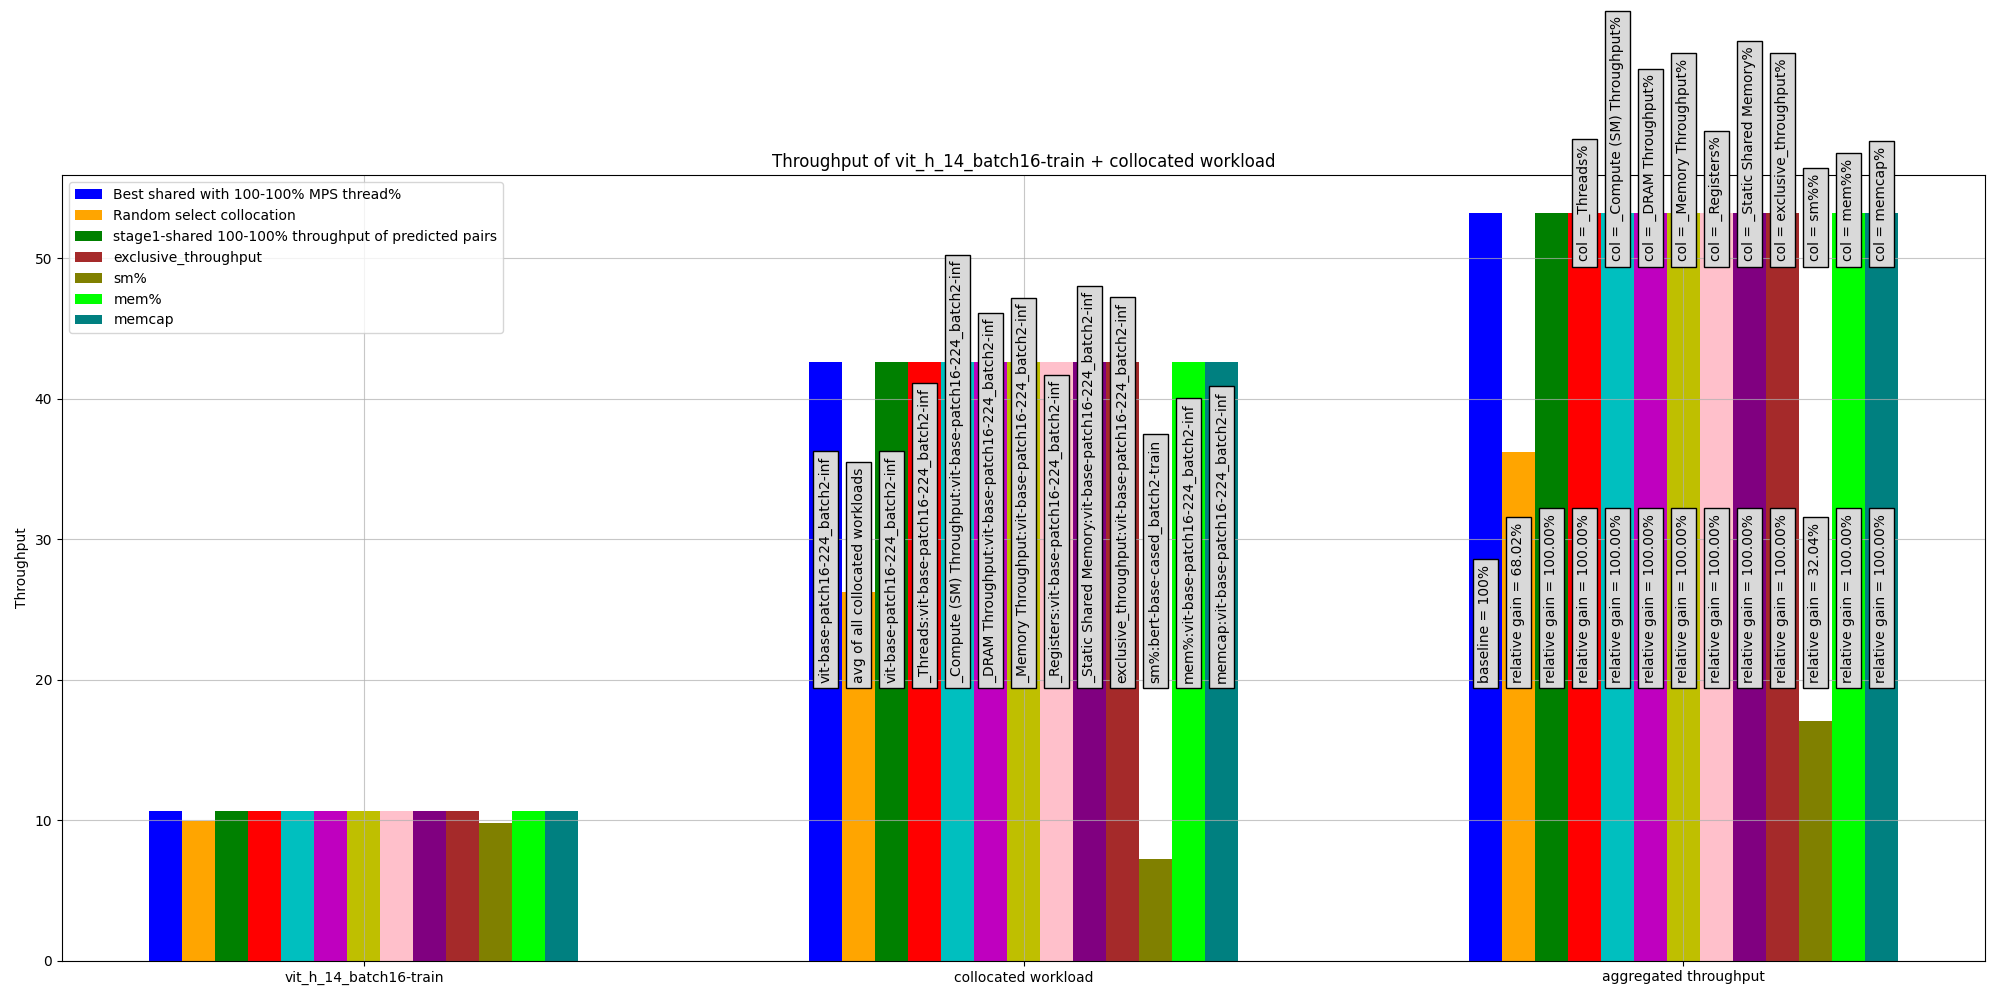 Throughput of vit_h_14_batch16-train + collocated workload
Best shared with 100-100% MPS thread%
Random select collocation
stage1-shared 100-100% throughput of predicted pairs
exclusive_throughput
sm%
mem%
memcap
Throughput
50
40
30
20
10
0
vit-base-patch16-224_batch2-inf
avg of all collocated workloads
vit-base-patch16-224_batch2-inf
_Threads:vit-base-patch16-224_batch2-inf
_Compute (SM) Throughput:vit-base-patch16-224_batch2-inf
_DRAM Throughput:vit-base-patch16-224_batch2-inf
_Memory Throughput:vit-base-patch16-224_batch2-inf
_Registers:vit-base-patch16-224_batch2-inf
_Static Shared Memory:vit-base-patch16-224_batch2-inf
exclusive_throughput:vit-base-patch16-224_batch2-inf
sm%:bert-base-cased_batch2-train
mem%:vit-base-patch16-224_batch2-inf
memcap:vit-base-patch16-224_batch2-inf
col = _Threads%
col = _Compute (SM) Throughput%
col = _DRAM Throughput%
col = _Memory Throughput%
col = _Registers%
col = _Static Shared Memory%
col = exclusive_throughput%
col = sm%%
col = mem%%
col = memcap%
baseline = 100%
relative gain = 68.02%
relative gain = 100.00%
relative gain = 100.00%
relative gain = 100.00%
relative gain = 100.00%
relative gain = 100.00%
relative gain = 100.00%
relative gain = 100.00%
relative gain = 100.00%
relative gain = 32.04%
relative gain = 100.00%
relative gain = 100.00%
vit_h_14_batch16-train
collocated workload
aggregated throughput